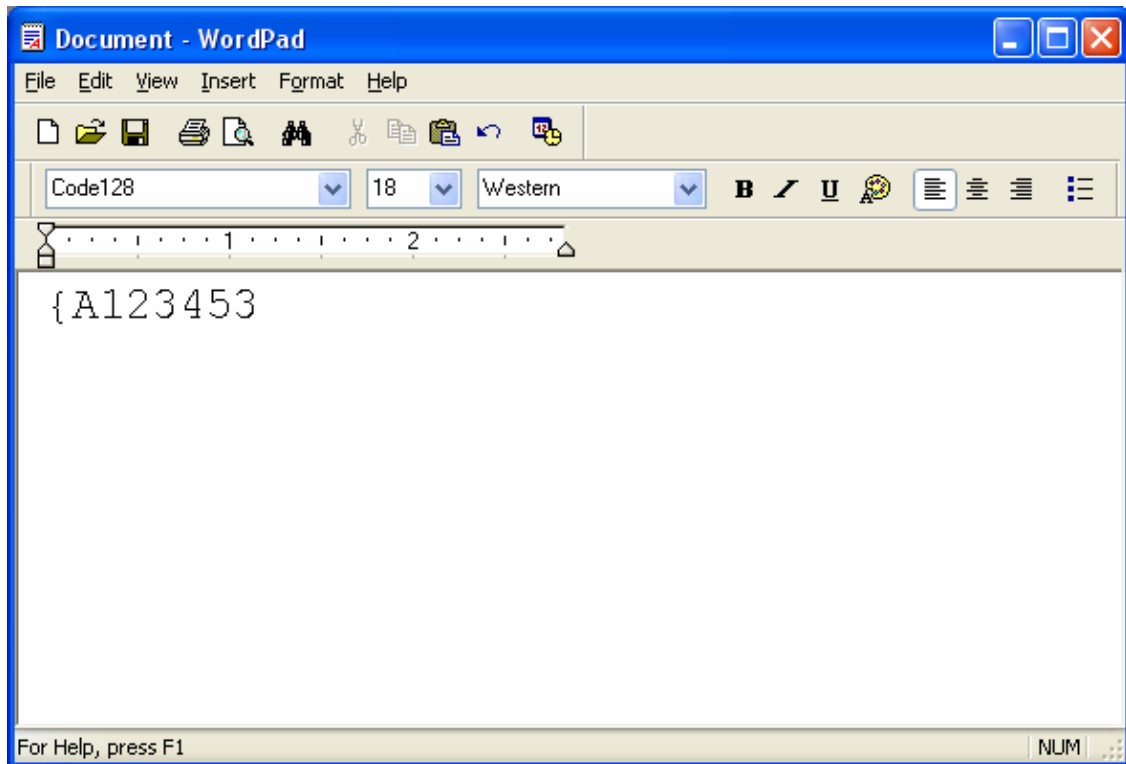 Document - WordPad
File Edit View Insert Format Help
Code128 18 Western B / U
1 2
{A123453
For Help, press F1 NUM